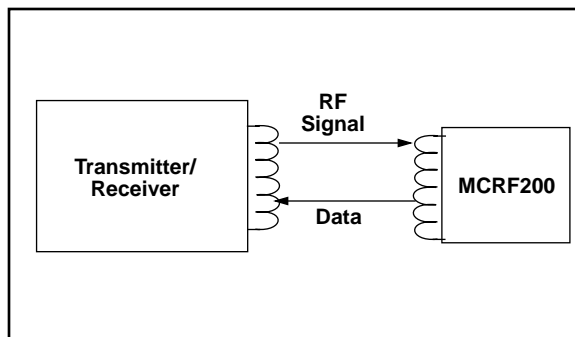 RF
Signal
Transmitter/
Receiver
MCRF200
Data